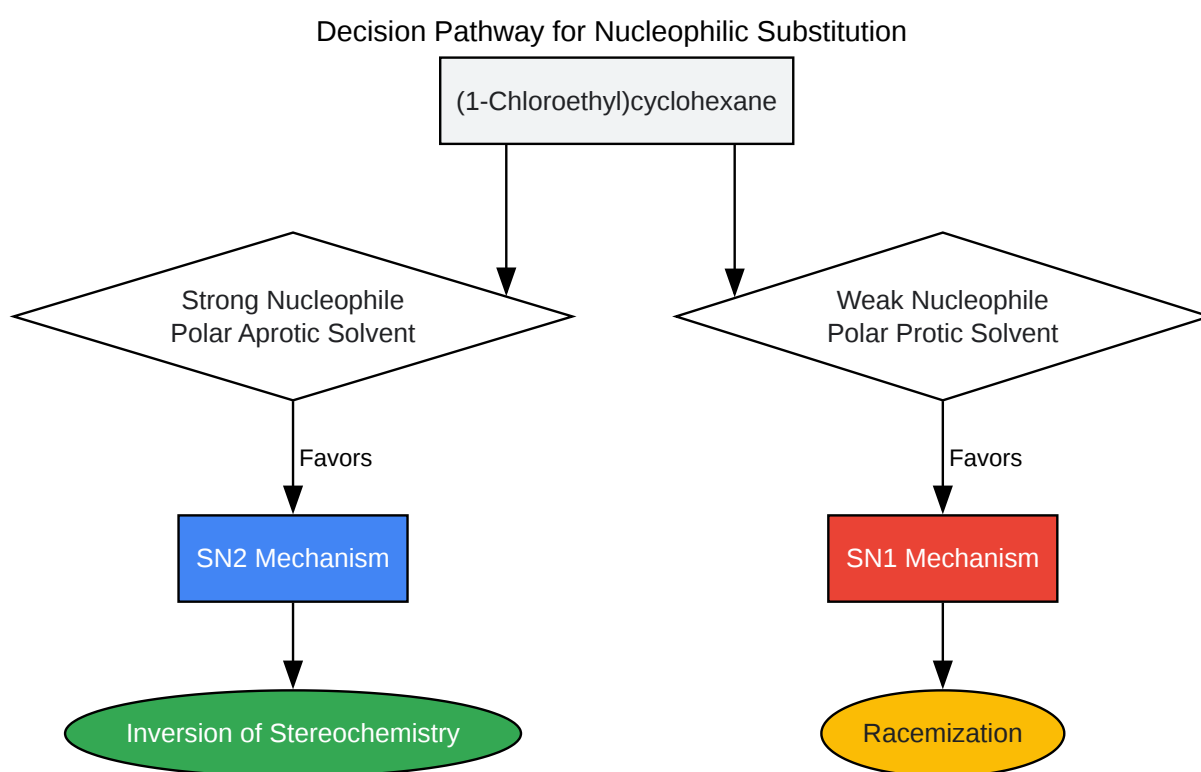 Decision Pathway for Nucleophilic Substitution
(1-Chloroethyl)cyclohexane
Strong Nucleophile
Polar Aprotic Solvent
Weak Nucleophile
Polar Protic Solvent
Favors
Favors
SN2 Mechanism
SN1 Mechanism
Inversion of Stereochemistry
Racemization